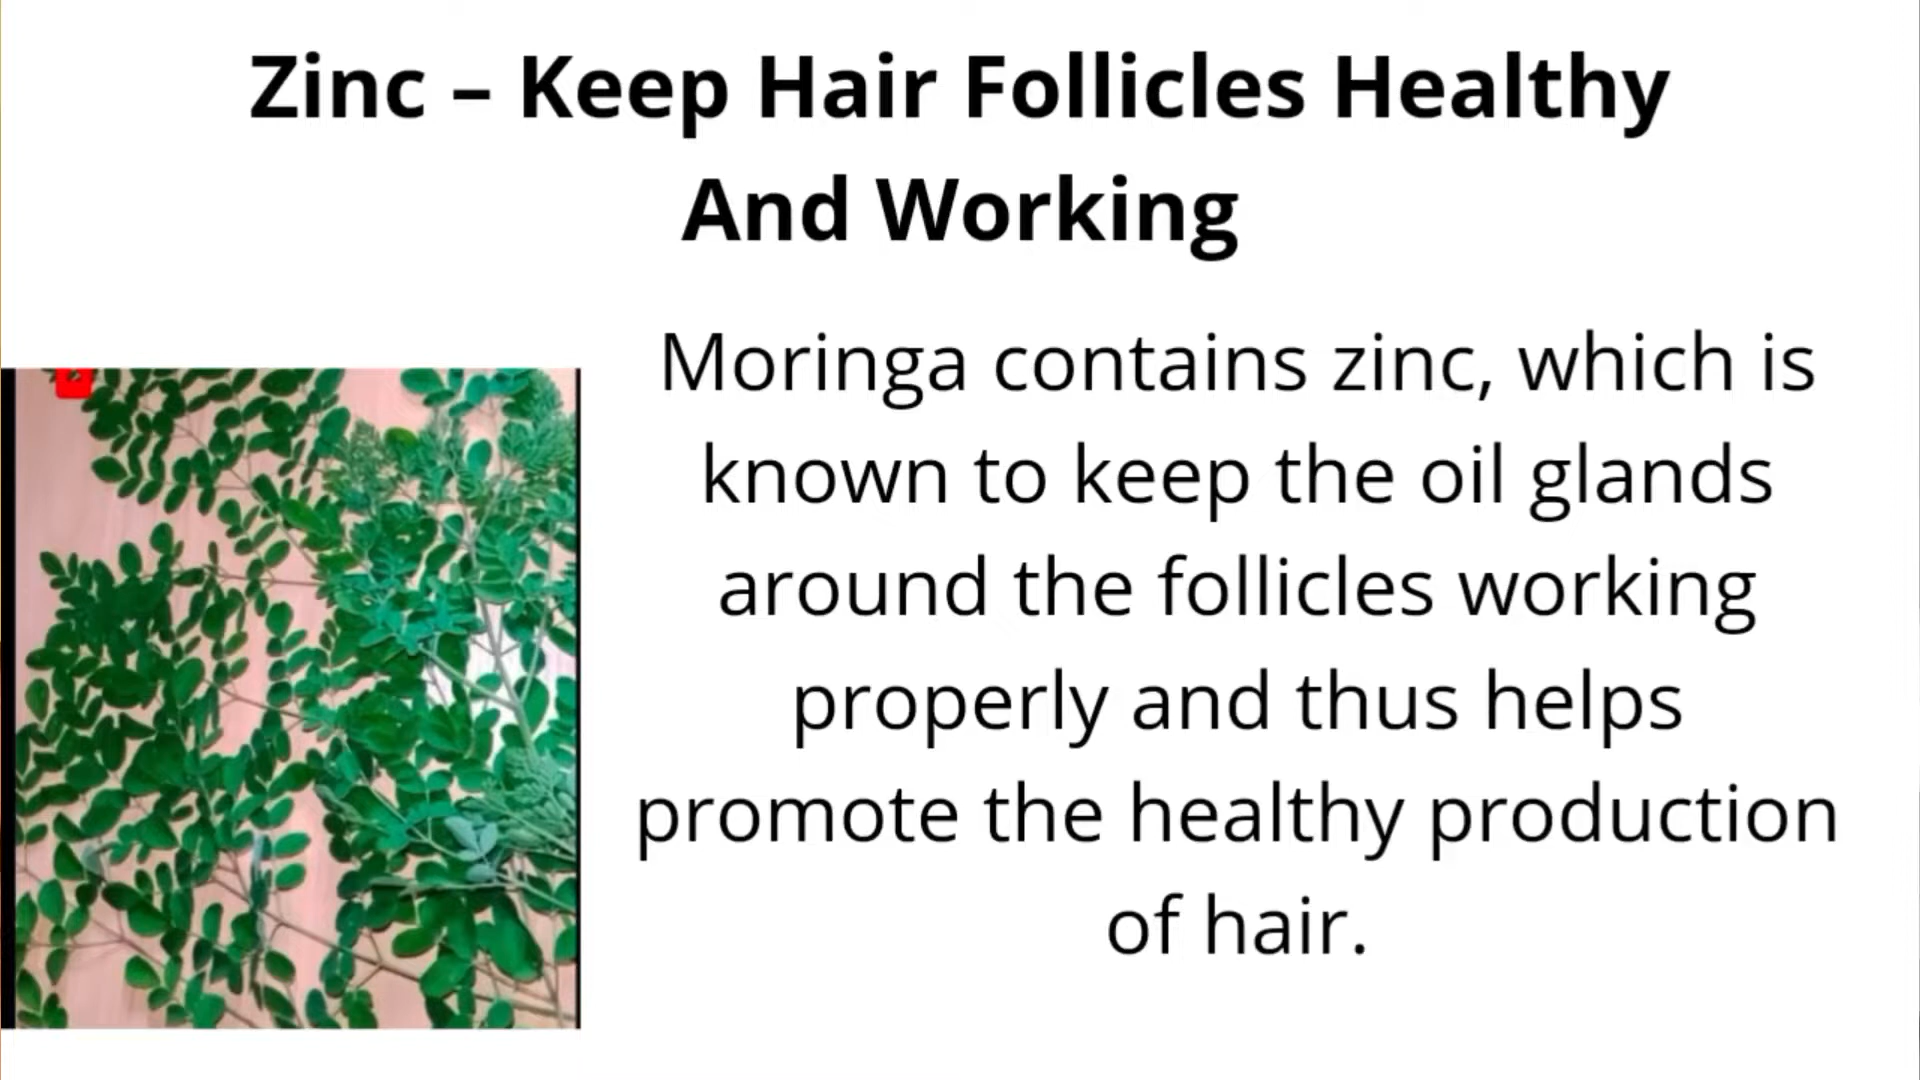 Zinc – Keep Hair Follicles Healthy
And Working
Moringa contains zinc, which is
known to keep the oil glands
around the follicles working
properly and thus helps
promote the healthy production
of hair.